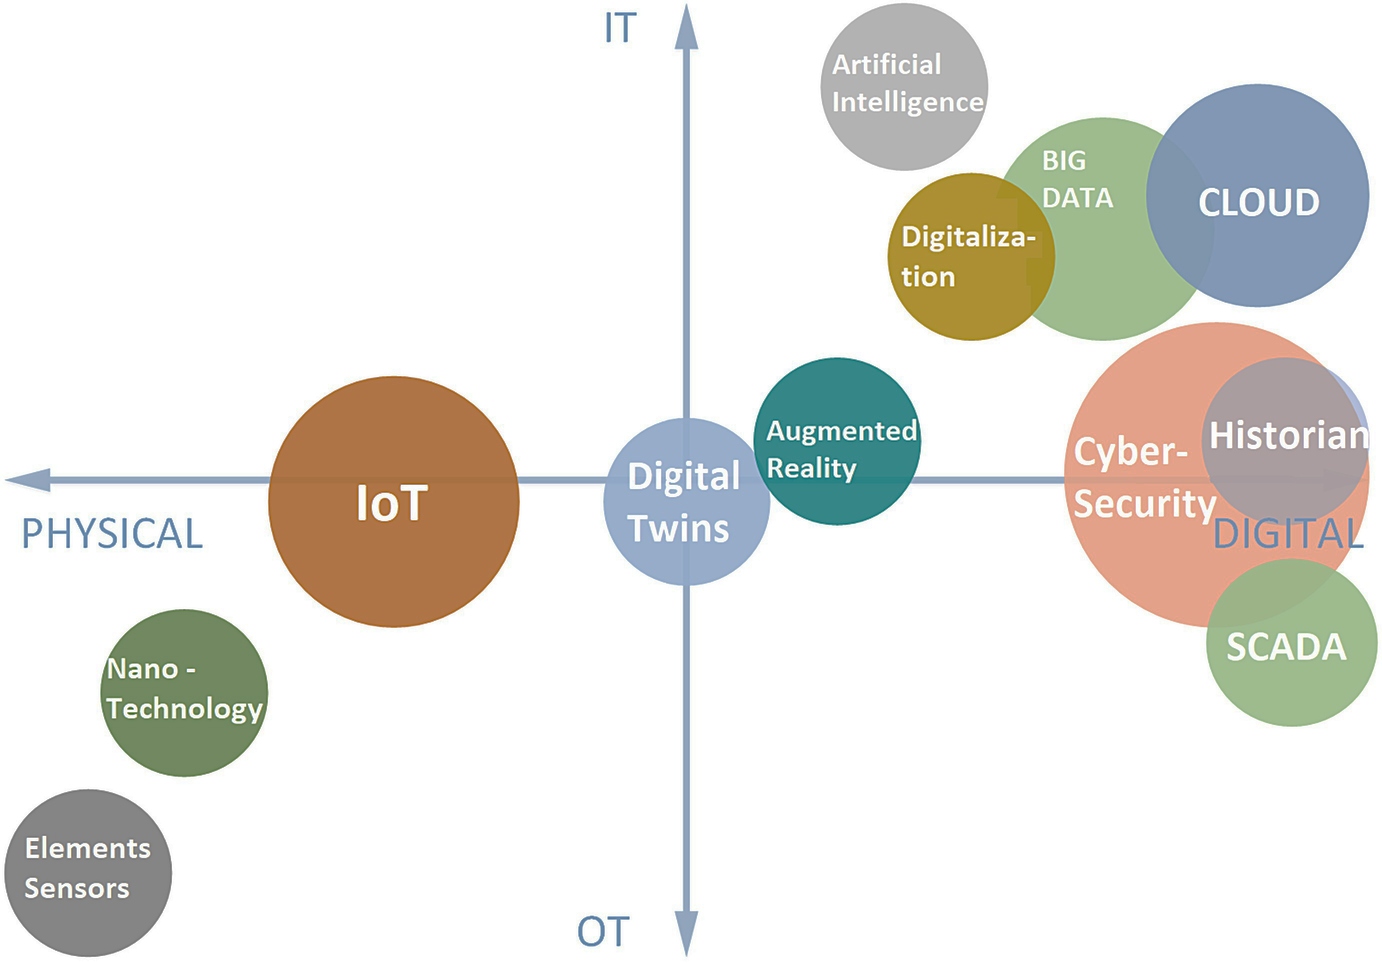 IT
Artificial
Intelligence
BIG
DATA
CLOUD
Digitaliza-
tion
Augmented
Reality
Historian
Cyber-
Security
IoT
Digital
Twins
PHYSICAL
DIGITAL
SCADA
Nano -
Technology
Elements
Sensors
OT